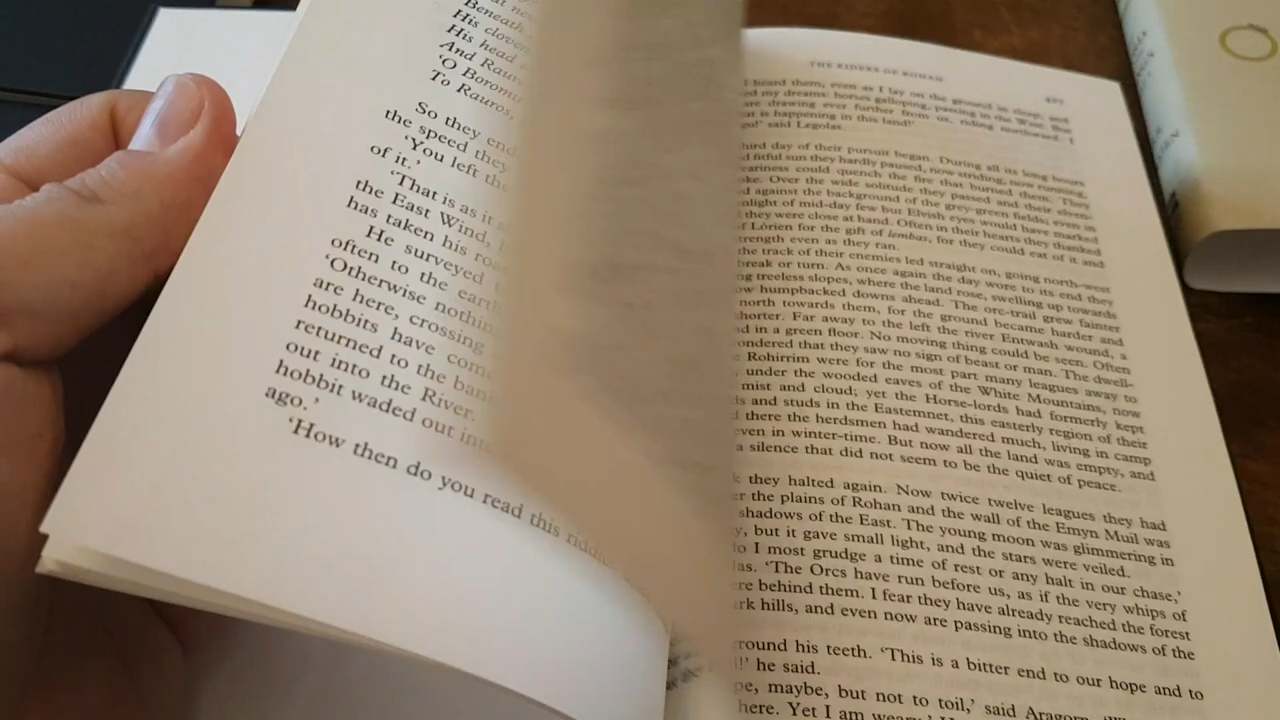 Beneath
His cloven
His head
And Raur
'O Boromir
To Rauros,
So they end
the speed they
'You left the
of it.'
'That is as it
the East Wind,
has taken his
He surveyed
often to the earth
'Otherwise nothin
are here, crossing
hobbits have com
returned to the ban
out into the River.
hobbit waded out int
ago.'
'How then do you read this riddle
THE RIDERS OF ROHAN
heard them, even as I lay on the ground in sleep, and
ed my dreams: horses galloping, passing in the West. But
are drawing ever further from us, riding northward. I
at is happening in this land!'
go!' said Legolas.
hird day of their pursuit began. During all its long hours
d fitful sun they hardly paused, now striding, now running,
eariness could quench the fire that burned them. They
oke. Over the wide solitude they passed and their elven-
d against the background of the grey-green fields; even in
nlight of mid-day few but Elvish eyes would have marked
they were close at hand. Often in their hearts they thanked
f Lórien for the gift of lembas, for they could eat of it and
trength even as they ran.
the track of their enemies led straight on, going north-west
break or turn. As once again the day wore to its end they
ng treeless slopes, where the land rose, swelling up towards
ow humpbacked downs ahead. The orc-trail grew fainter
north towards them, for the ground became harder and
shorter. Far away to the left the river Entwash wound, a
d in a green floor. No moving thing could be seen. Often
ondered that they saw no sign of beast or man. The dwell-
Rohirrim were for the most part many leagues away to
, under the wooded eaves of the White Mountains, now
mist and cloud; yet the Horse-lords had formerly kept
ds and studs in the Eastemnet, this easterly region of their
d there the herdsmen had wandered much, living in camp
even in winter-time. But now all the land was empty, and
a silence that did not seem to be the quiet of peace.
k they halted again. Now twice twelve leagues they had
er the plains of Rohan and the wall of the Emyn Muil was
shadows of the East. The young moon was glimmering in
y, but it gave small light, and the stars were veiled.
o I most grudge a time of rest or any halt in our chase,'
las. 'The Orcs have run before us, as if the very whips of
re behind them. I fear they have already reached the forest
rk hills, and even now are passing into the shadows of the
round his teeth. 'This is a bitter end to our hope and to
l!' he said.
pe, maybe, but not to toil,' said Aragorn.
here. Yet I am weary.'